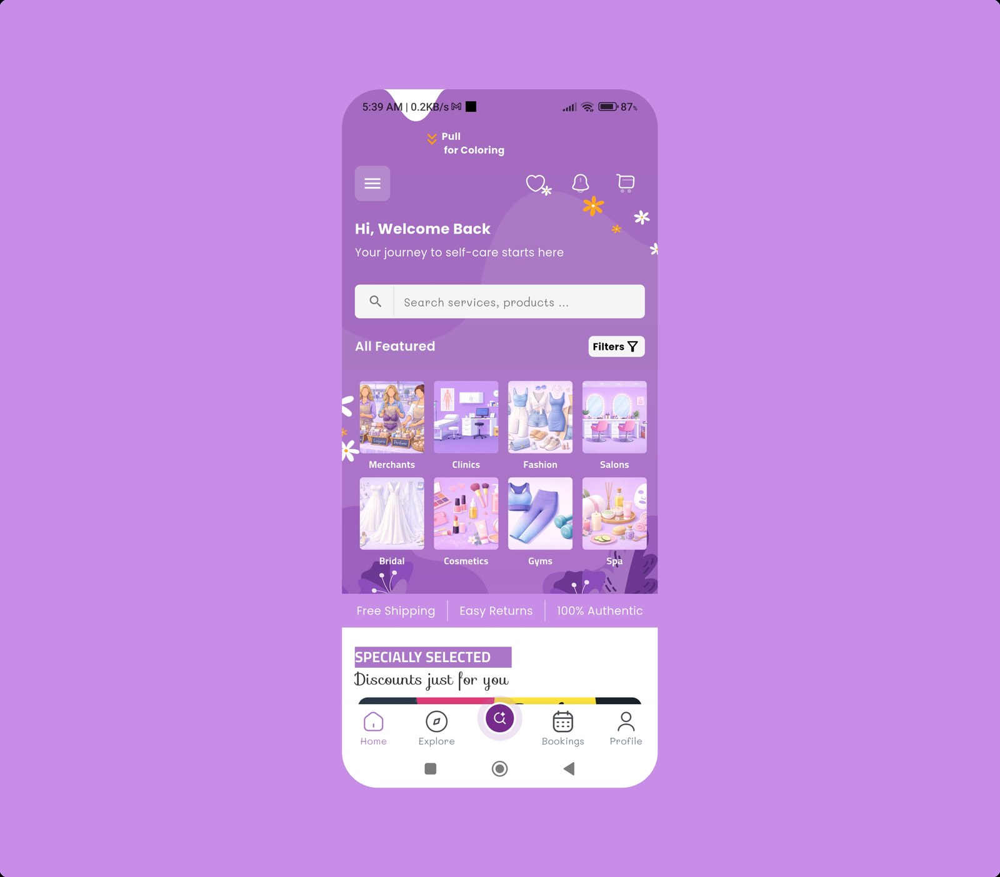 5:39 AM | 0.2KB/s
87%
Pull
for Coloring
Hi, Welcome Back
Your journey to self-care starts here
Search services, products ...
All Featured
Filters
Lingerie Perfume
Merchants Clinics Fashion Salons
Bridal Cosmetics Gyms Spa
Free Shipping Easy Returns 100% Authentic
SPECIALLY SELECTED
Discounts just for you
Home Explore Bookings Profile